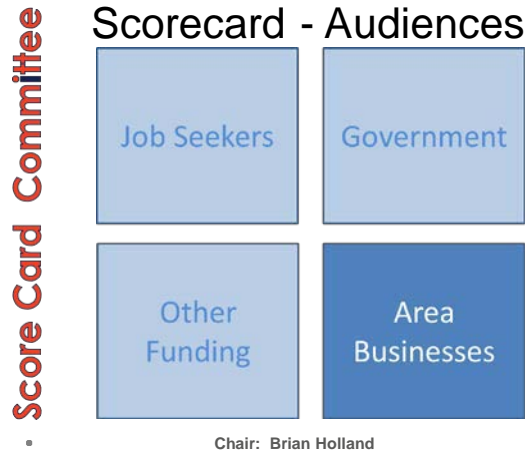 Score Card Committee
Scorecard - Audiences
Job Seekers
Government
Other
Funding
Area
Businesses
Chair: Brian Holland